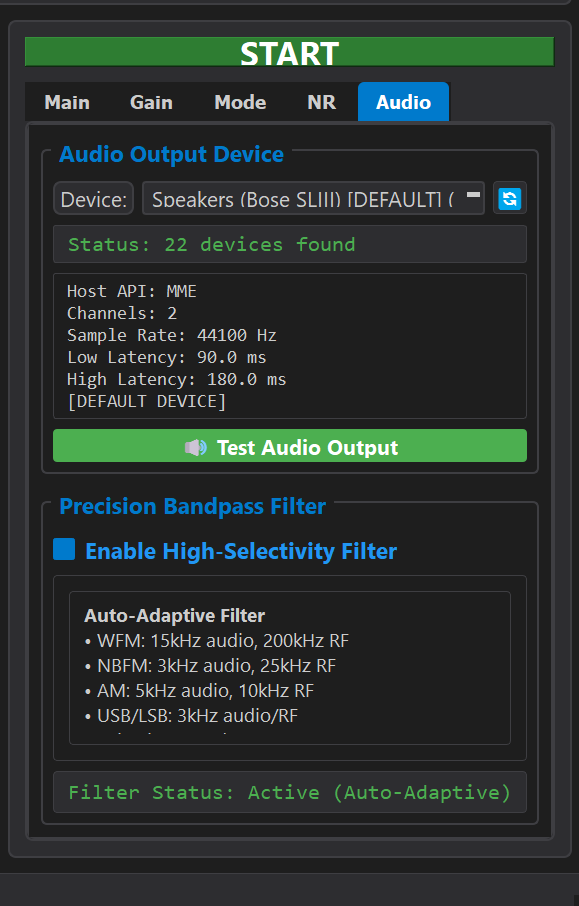 START
Main Gain Mode NR Audio
Audio Output Device
Device: Speakers (Bose SLIII) [DEFAULT] (
Status: 22 devices found
Host API: MME
Channels: 2
Sample Rate: 44100 Hz
Low Latency: 90.0 ms
High Latency: 180.0 ms
[DEFAULT DEVICE]
Test Audio Output
Precision Bandpass Filter
Enable High-Selectivity Filter
Auto-Adaptive Filter
• WFM: 15kHz audio, 200kHz RF
• NBFM: 3kHz audio, 25kHz RF
• AM: 5kHz audio, 10kHz RF
• USB/LSB: 3kHz audio/RF
Filter Status: Active (Auto-Adaptive)